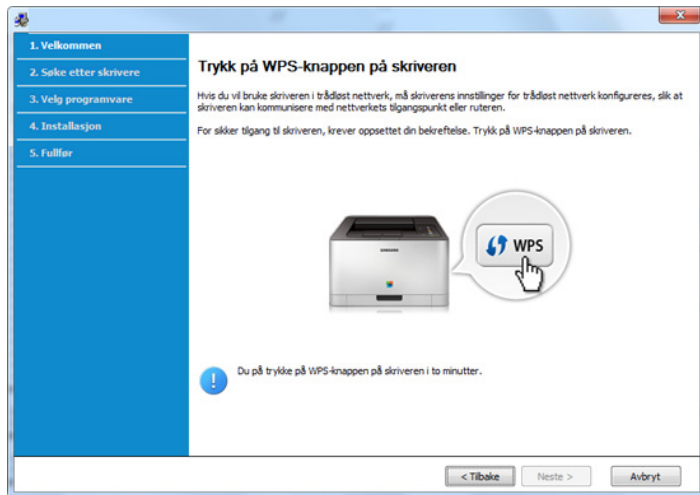 1. Velkommen
2. Søke etter skrivere
3. Velg programvare
4. Installasjon
5. Fullfør
Trykk på WPS-knappen på skriveren
Hvis du vil bruke skriveren i trådløst nettverk, må skriverens innstillinger for trådløst nettverk konfigureres, slik at
skriveren kan kommunisere med nettverkets tilgangspunkt eller ruteren.
For sikker tilgang til skriveren, krever oppsettet din bekreftelse. Trykk på WPS-knappen på skriveren.
SAMSUNG
WPS
Du på trykke på WPS-knappen på skriveren i to minutter.
< Tilbake
Neste >
Avbryt